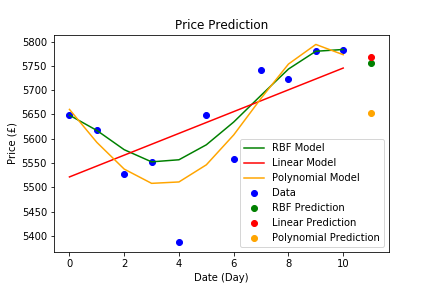 Price Prediction
Price (£)
5800
5750
5700
5650
5600
5550
5500
5450
5400
RBF Model
Linear Model
Polynomial Model
Data
RBF Prediction
Linear Prediction
Polynomial Prediction
0 2 4 6 8 10
Date (Day)